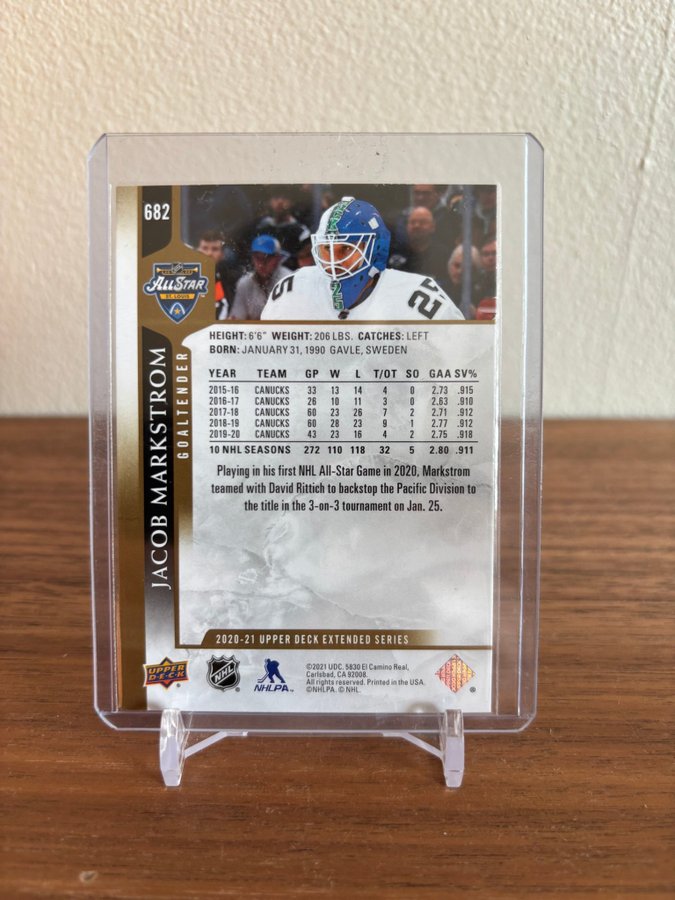 682
ALL STAR
ST. LOUIS
25
25
JACOB MARKSTROM
GOALTENDER
HEIGHT: 6'6" WEIGHT: 206 LBS. CATCHES: LEFT
BORN: JANUARY 31, 1990 GAVLE, SWEDEN
YEAR TEAM GP W L T/OT SO GAA SV%
2015-16 CANUCKS 33 13 14 4 0 2.73 .915
2016-17 CANUCKS 26 10 11 3 0 2.63 .910
2017-18 CANUCKS 60 23 26 7 2 2.71 .912
2018-19 CANUCKS 60 28 23 9 1 2.77 .912
2019-20 CANUCKS 43 23 16 4 2 2.75 .918
10 NHL SEASONS 272 110 118 32 5 2.80 .911
Playing in his first NHL All-Star Game in 2020, Markstrom
teamed with David Rittich to backstop the Pacific Division to
the title in the 3-on-3 tournament on Jan. 25.
2020-21 UPPER DECK EXTENDED SERIES
UPPER DECK
NHL
NHLPA
©2021 UDC. 5830 El Camino Real,
Carlsbad, CA 92008.
All rights reserved. Printed in the USA.
©NHLPA. © NHL.